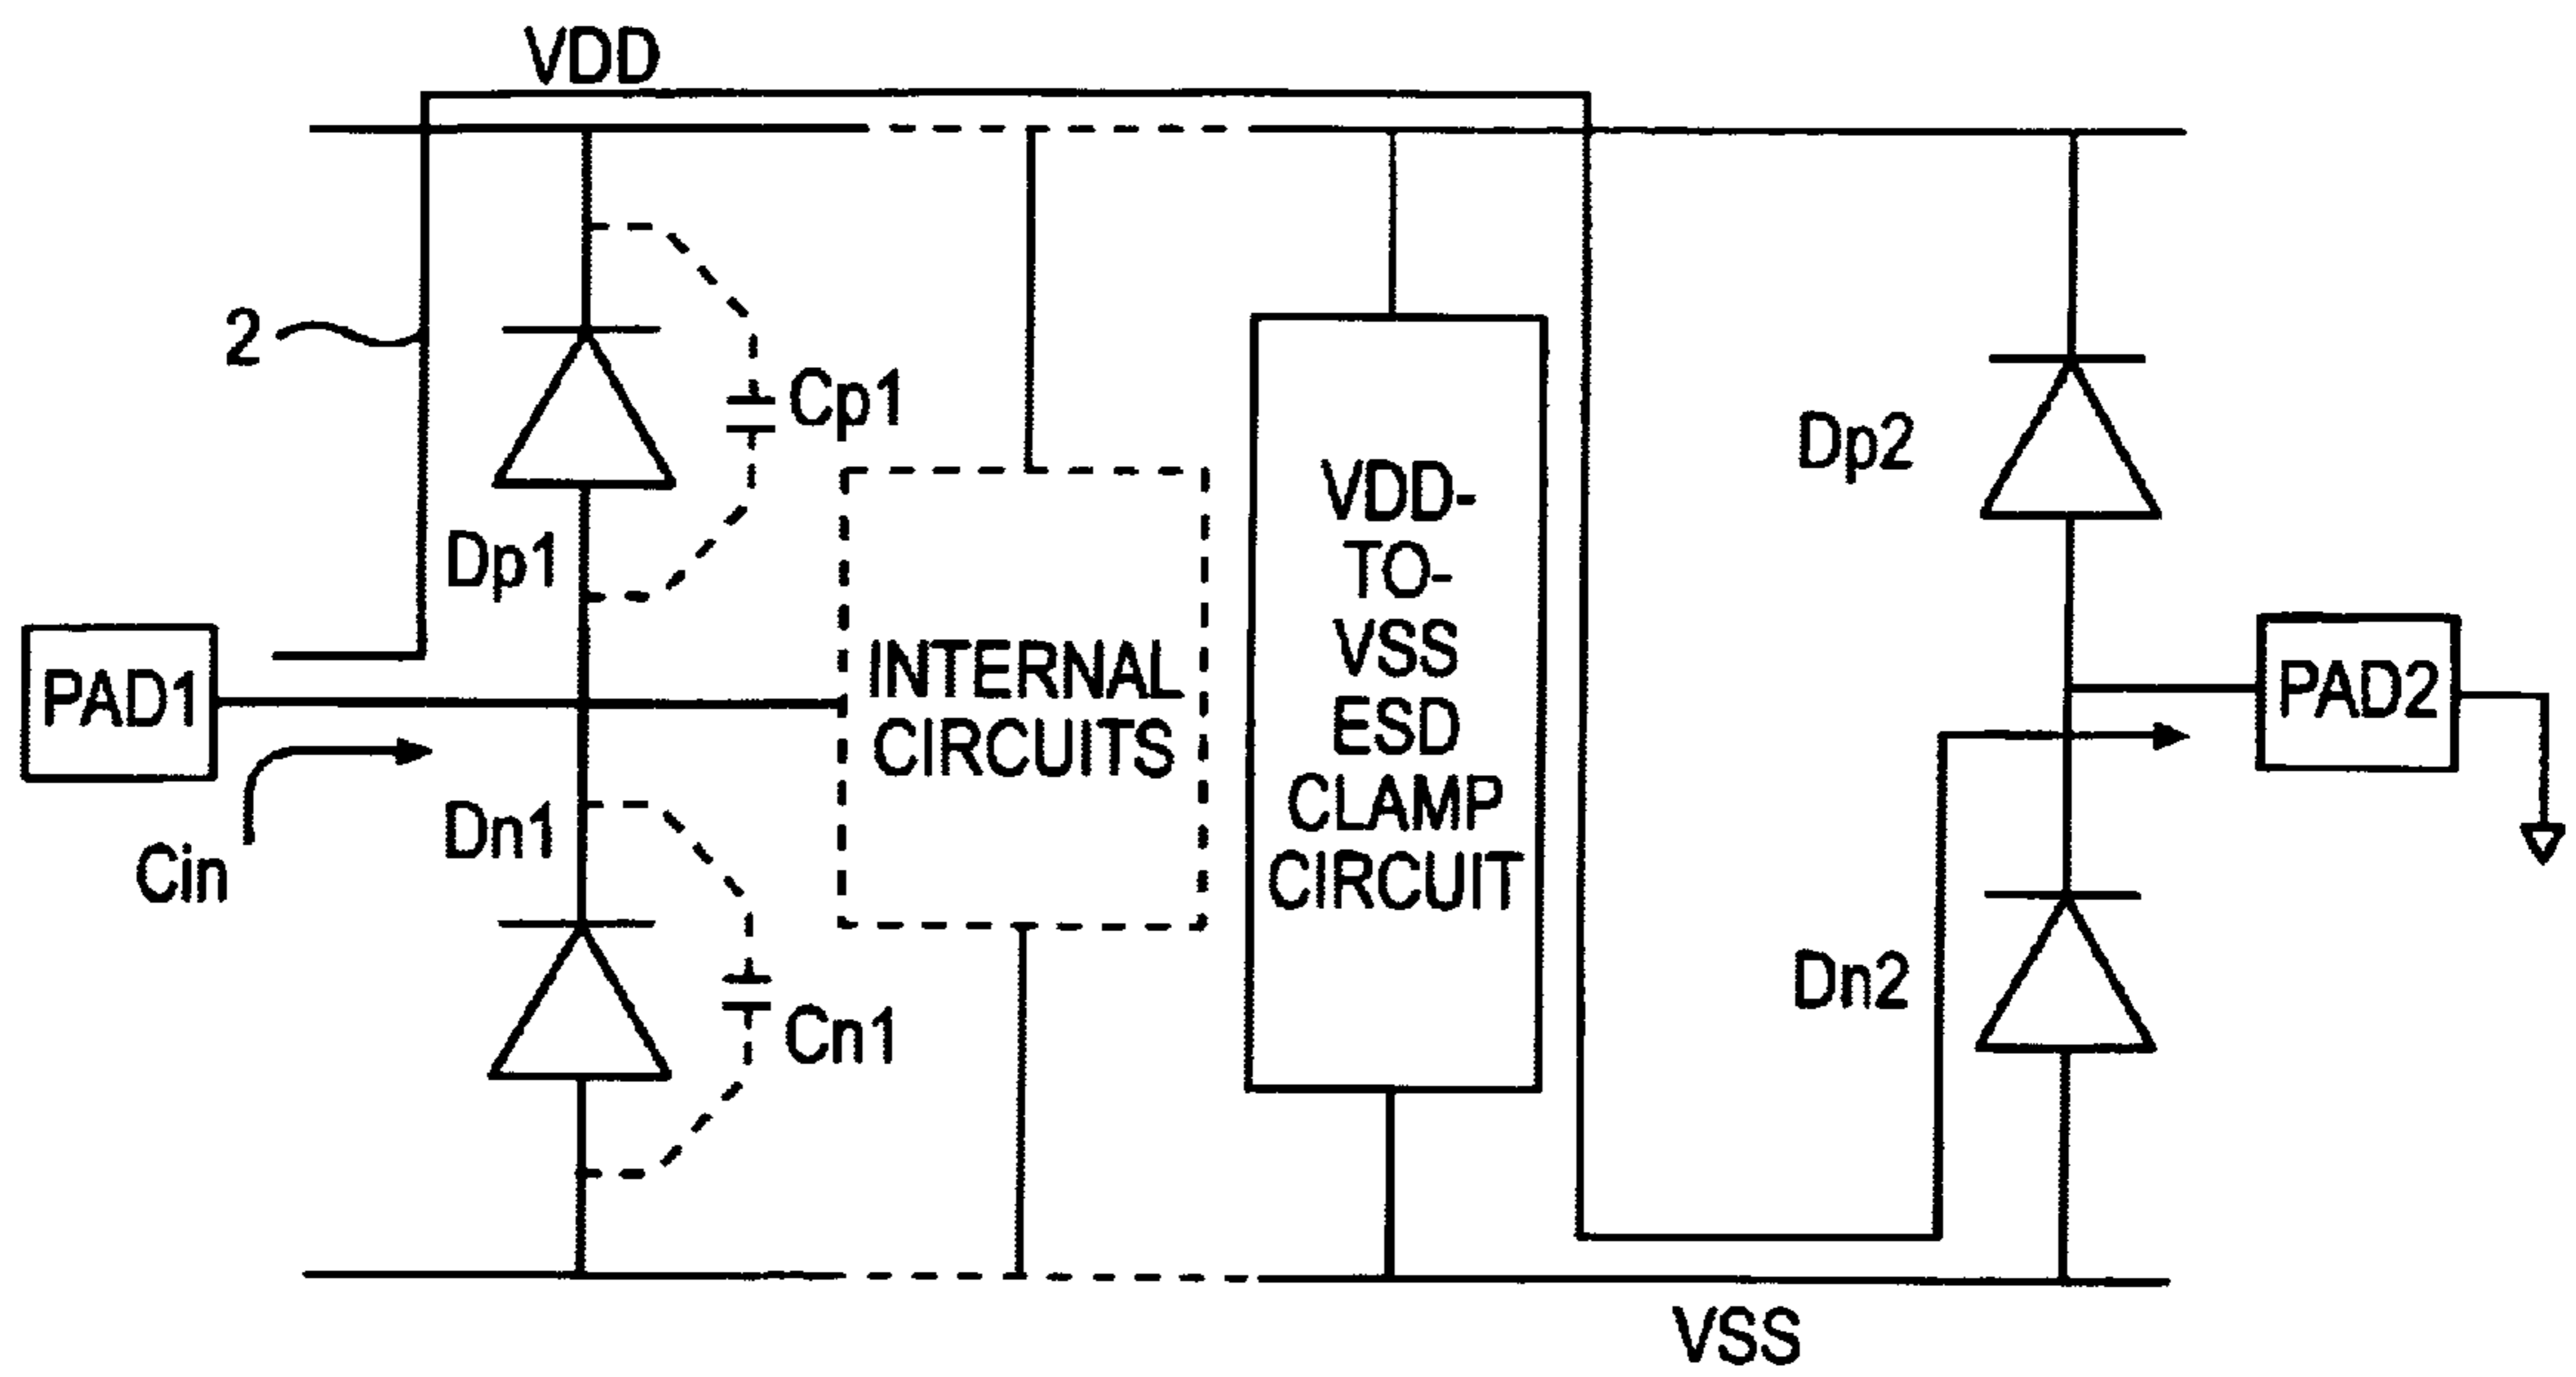 VDD
2
Cp1
Dp1
Dp2
PAD1
INTERNAL
CIRCUITS
VDD-
TO-
VSS
ESD
CLAMP
CIRCUIT
PAD2
Cin
Dn1
Cn1
Dn2
VSS